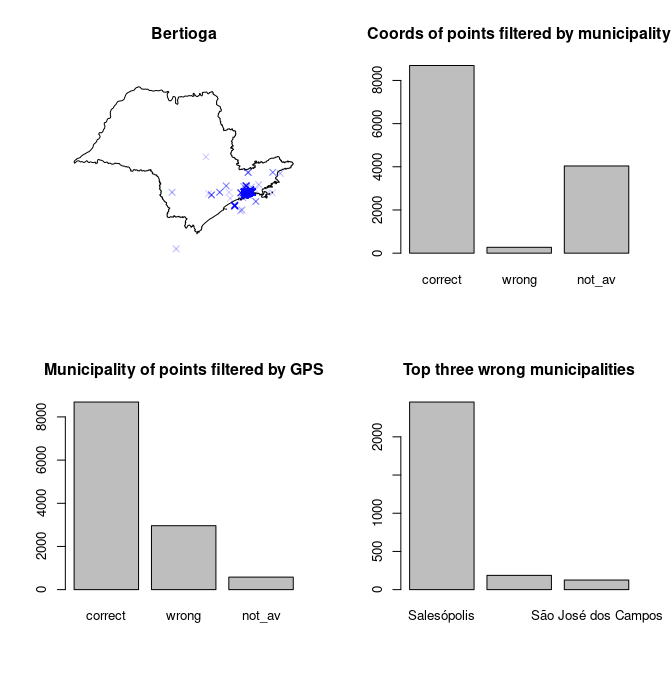 Bertioga
Coords of points filtered by municipality
8000
6000
4000
2000
0
correct wrong not_av
Municipality of points filtered by GPS
8000
6000
4000
2000
0
correct wrong not_av
Top three wrong municipalities
2000
1000
500
0
Salesópolis São José dos Campos